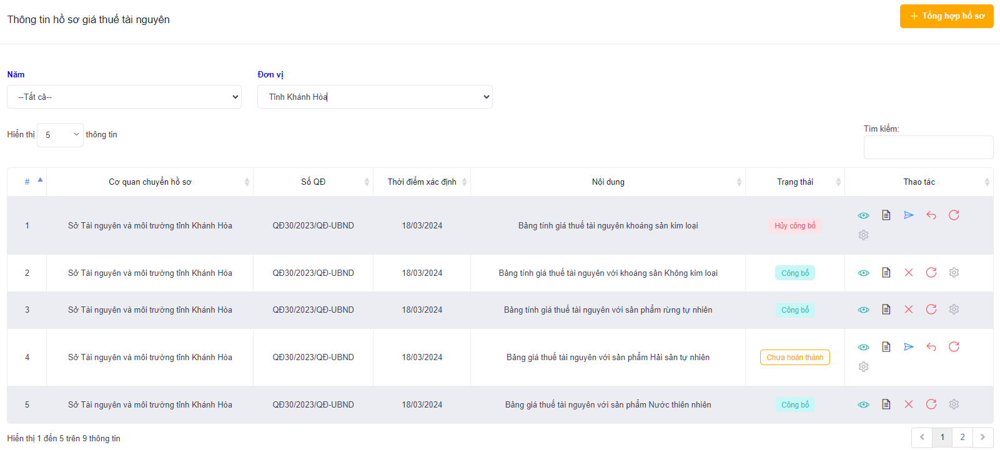 Thông tin hồ sơ giá thuế tài nguyên
Tổng hợp hồ sơ
Năm
Đơn vị
--Tất cả--
Tỉnh Khánh Hòa
Hiển thị 5 thông tin
Tìm kiếm:
# Cơ quan chuyển hồ sơ Số QĐ Thời điểm xác định Nội dung Trạng thái Thao tác
1 Sở Tài nguyên và môi trường tỉnh Khánh Hòa QĐ30/2023/QĐ-UBND 18/03/2024 Bảng tính giá thuế tài nguyên khoáng sản kim loại Hủy công bố
2 Sở Tài nguyên và môi trường tỉnh Khánh Hòa QĐ30/2023/QĐ-UBND 18/03/2024 Bảng tính giá thuế tài nguyên với khoáng sản Không kim loại Công bố
3 Sở Tài nguyên và môi trường tỉnh Khánh Hòa QĐ30/2023/QĐ-UBND 18/03/2024 Bảng tính giá thuế tài nguyên với sản phẩm rừng tự nhiên Công bố
4 Sở Tài nguyên và môi trường tỉnh Khánh Hòa QĐ30/2023/QĐ-UBND 18/03/2024 Bảng giá thuế tài nguyên với sản phẩm Hải sản tự nhiên Chưa hoàn thành
5 Sở Tài nguyên và môi trường tỉnh Khánh Hòa QĐ30/2023/QĐ-UBND 18/03/2024 Bảng giá thuế tài nguyên với sản phẩm Nước thiên nhiên Công bố
Hiển thị 1 đến 5 trên 9 thông tin
1 2